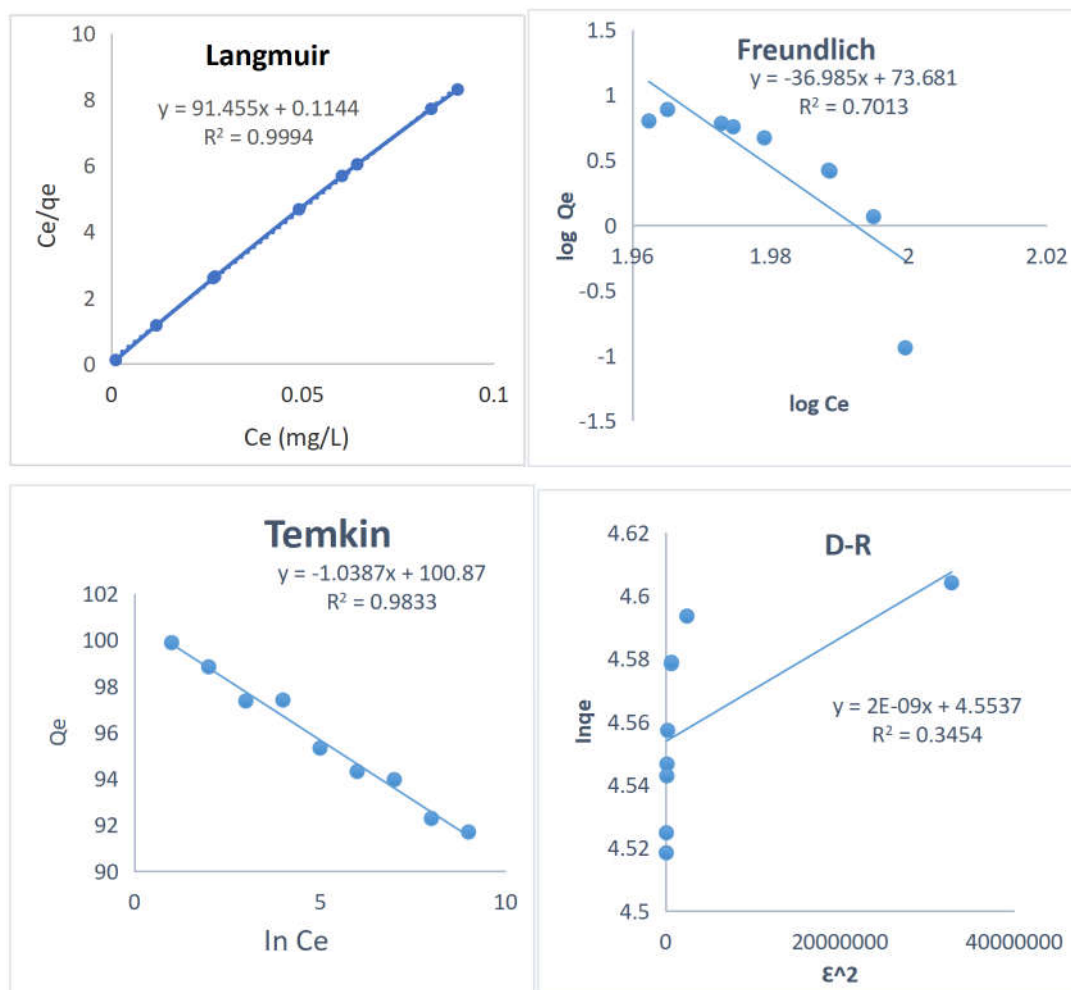 Langmuir
y = 91.455x + 0.1144
R² = 0.9994
10
8
6
4
2
0
0
0.05
0.1
Ce/qe
Ce (mg/L)
Freundlich
y = -36.985x + 73.681
R² = 0.7013
1.5
1
0.5
0
-0.5
-1
-1.5
1.96
1.98
2
2.02
log Qe
log Ce
Temkin
y = -1.0387x + 100.87
R² = 0.9833
102
100
98
96
94
92
90
0
5
10
Qe
ln Ce
D-R
y = 2E-09x + 4.5537
R² = 0.3454
4.62
4.6
4.58
4.56
4.54
4.52
4.5
0
20000000
40000000
lnqe
Ɛ^2